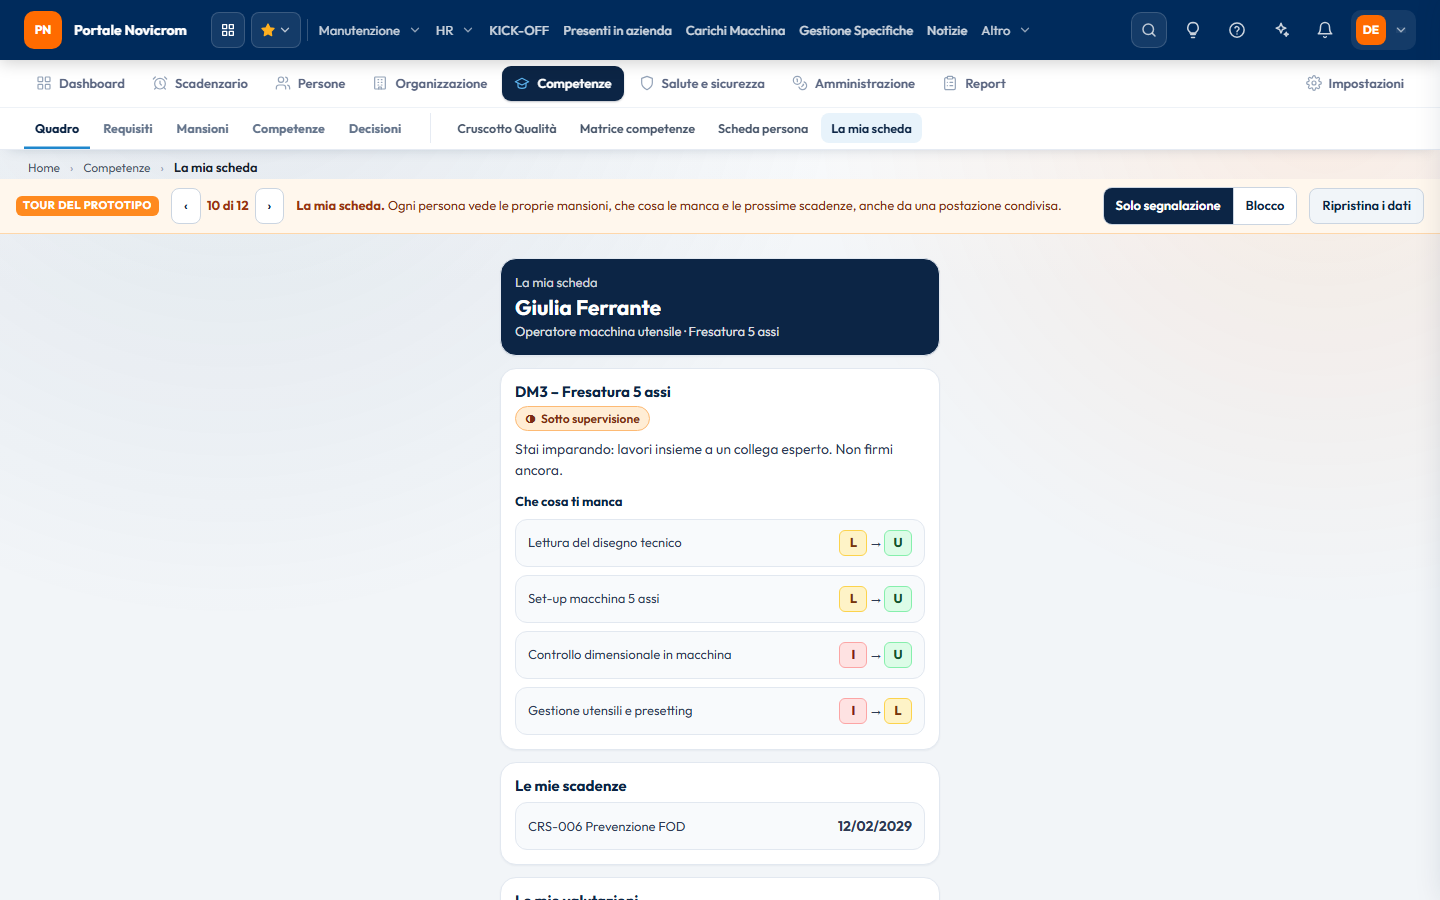 PN Portale Novicrom Manutenzione HR KICK-OFF Presenti in azienda Carichi Macchina Gestione Specifiche Notizie Altro DE
Dashboard Scadenzario Persone Organizzazione Competenze Salute e sicurezza Amministrazione Report Impostazioni
Quadro Requisiti Mansioni Competenze Decisioni Cruscotto Qualità Matrice competenze Scheda persona La mia scheda
Home › Competenze › La mia scheda
TOUR DEL PROTOTIPO ‹ 10 di 12 › La mia scheda. Ogni persona vede le proprie mansioni, che cosa le manca e le prossime scadenze, anche da una postazione condivisa. Solo segnalazione Blocco Ripristina i dati
La mia scheda
Giulia Ferrante
Operatore macchina utensile · Fresatura 5 assi
DM3 – Fresatura 5 assi
Sotto supervisione
Stai imparando: lavori insieme a un collega esperto. Non firmi
ancora.
Che cosa ti manca
Lettura del disegno tecnico L → U
Set-up macchina 5 assi L → U
Controllo dimensionale in macchina I → U
Gestione utensili e presetting I → L
Le mie scadenze
CRS-006 Prevenzione FOD 12/02/2029
Le mie valutazioni